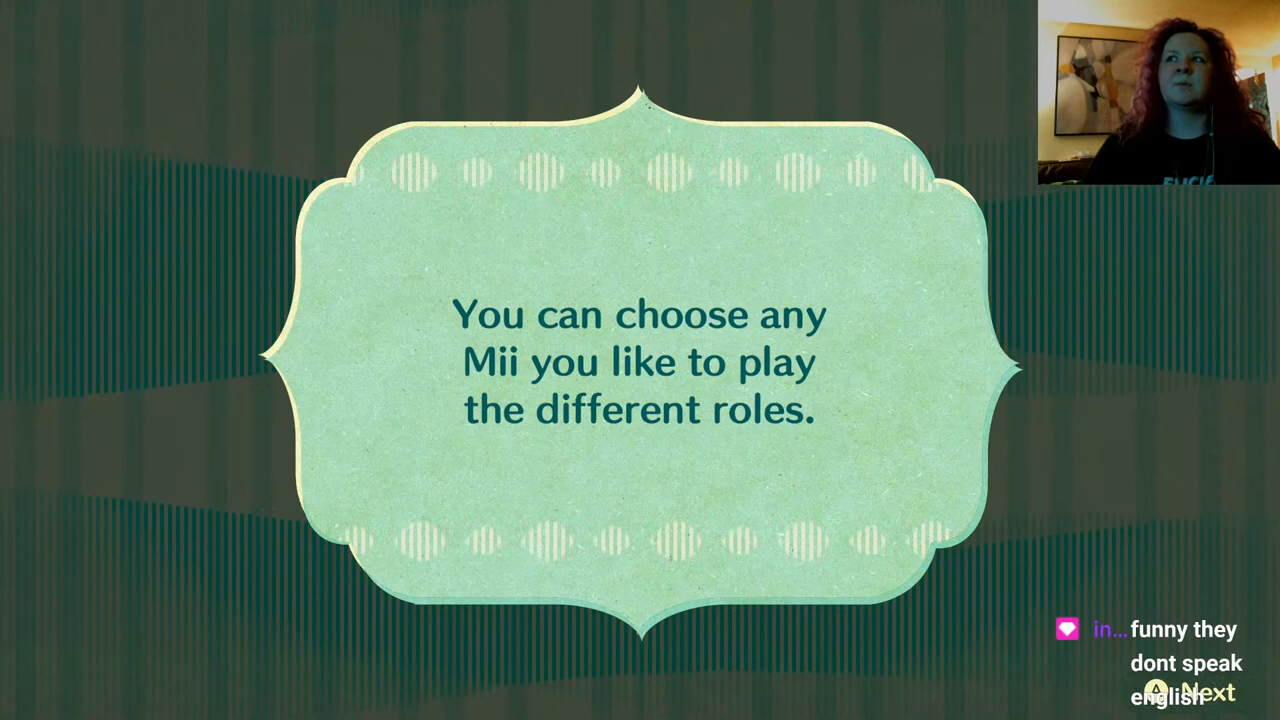 You can choose any
Mii you like to play
the different roles.
in... funny they
dont speak
english
Next